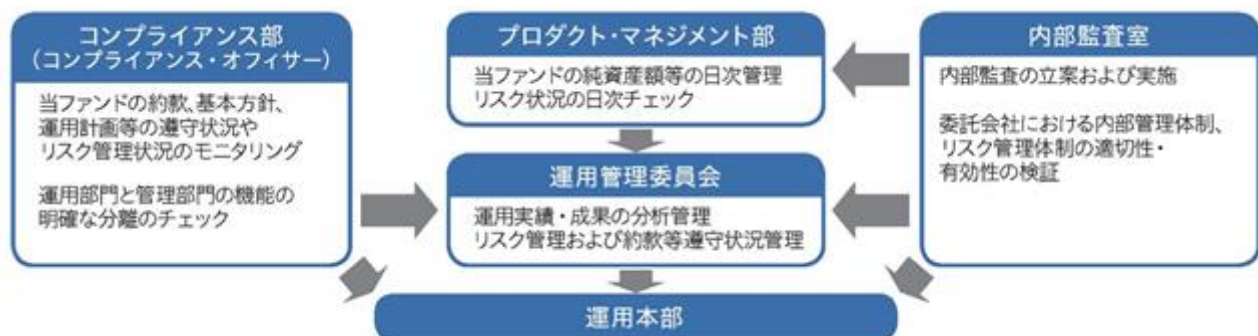 コンプライアンス部
(コンプライアンス・オフィサー)
当ファンドの約款、基本方針、
運用計画等の遵守状況や
リスク管理状況のモニタリング
運用部門と管理部門の機能の
明確な分離のチェック
プロダクト・マネジメント部
当ファンドの純資産額等の日次管理
リスク状況の日次チェック
運用管理委員会
運用実績・成果の分析管理
リスク管理および約款等遵守状況管理
内部監査室
内部監査の立案および実施
委託会社における内部管理体制、
リスク管理体制の適切性・
有効性の検証
運用本部